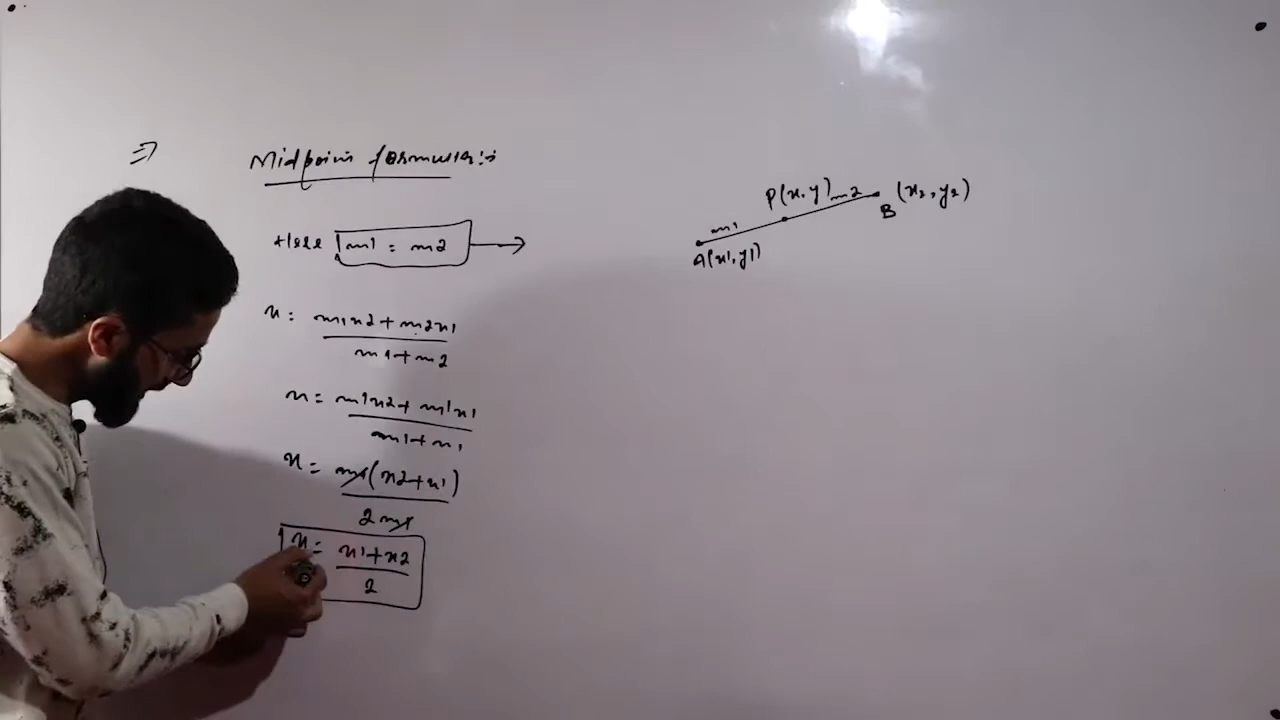 ⇒ Midpoint formula :-
Here m1 = m2 →
x = m1x2 + m2x1
m1 + m2
x = m1x2 + m1x1
m1 + m1
x = m1(x2+x1)
2m1
x = x1+x2
2
P(x,y) m2 (x2, y2)
B
m1
A(x1,y1)